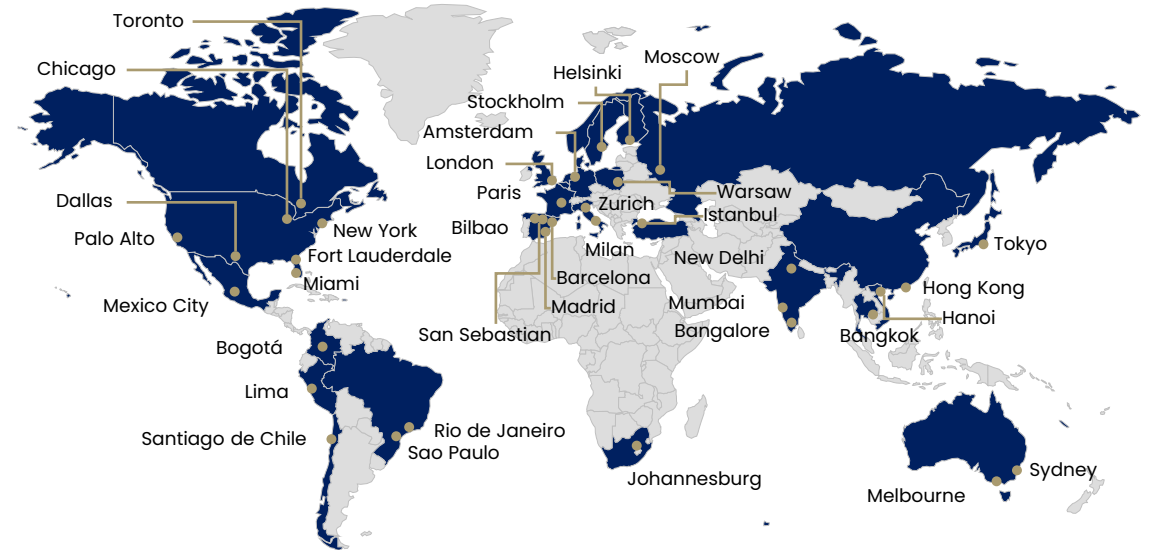 Toronto
Chicago
Dallas
Palo Alto
New York
Fort Lauderdale
Miami
Mexico City
Bogotá
Lima
Santiago de Chile
Rio de Janeiro
Sao Paulo
Moscow
Helsinki
Stockholm
Amsterdam
London
Paris
Bilbao
Warsaw
Zurich
Istanbul
Milan
Barcelona
Madrid
San Sebastian
New Delhi
Mumbai
Bangalore
Tokyo
Hong Kong
Hanoi
Bangkok
Johannesburg
Sydney
Melbourne